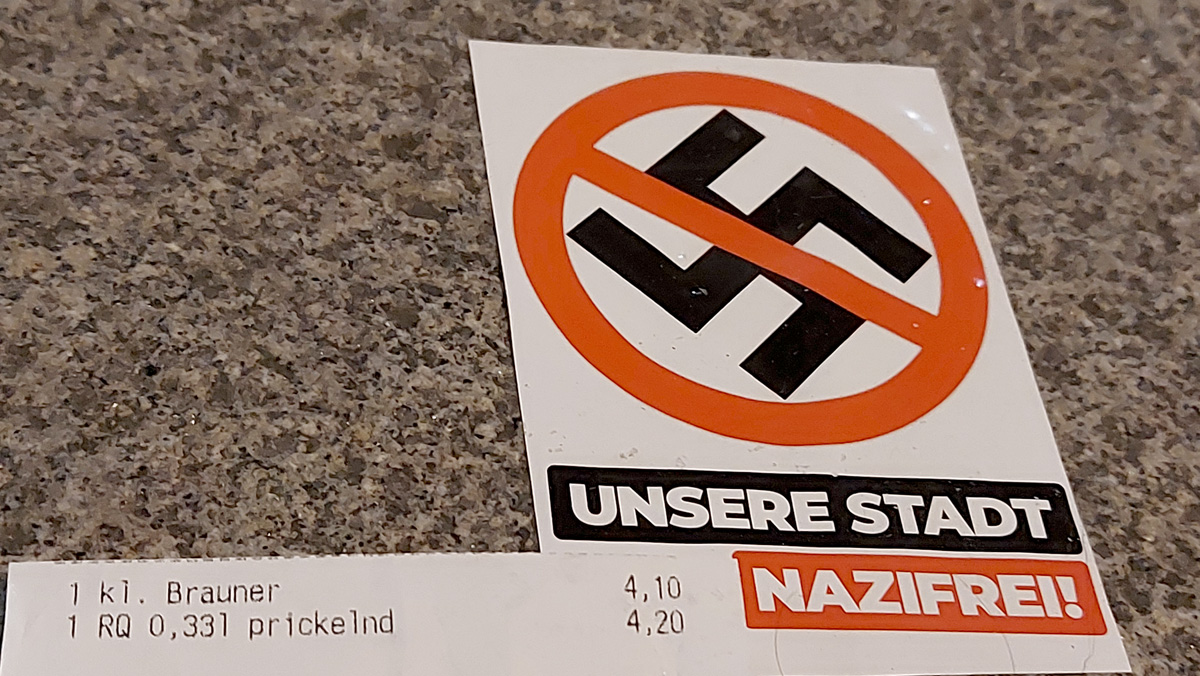 UNSERE STADT
NAZIFREI!
1 kl. Brauner 4,10
1 RQ 0,33l prickelnd 4,20